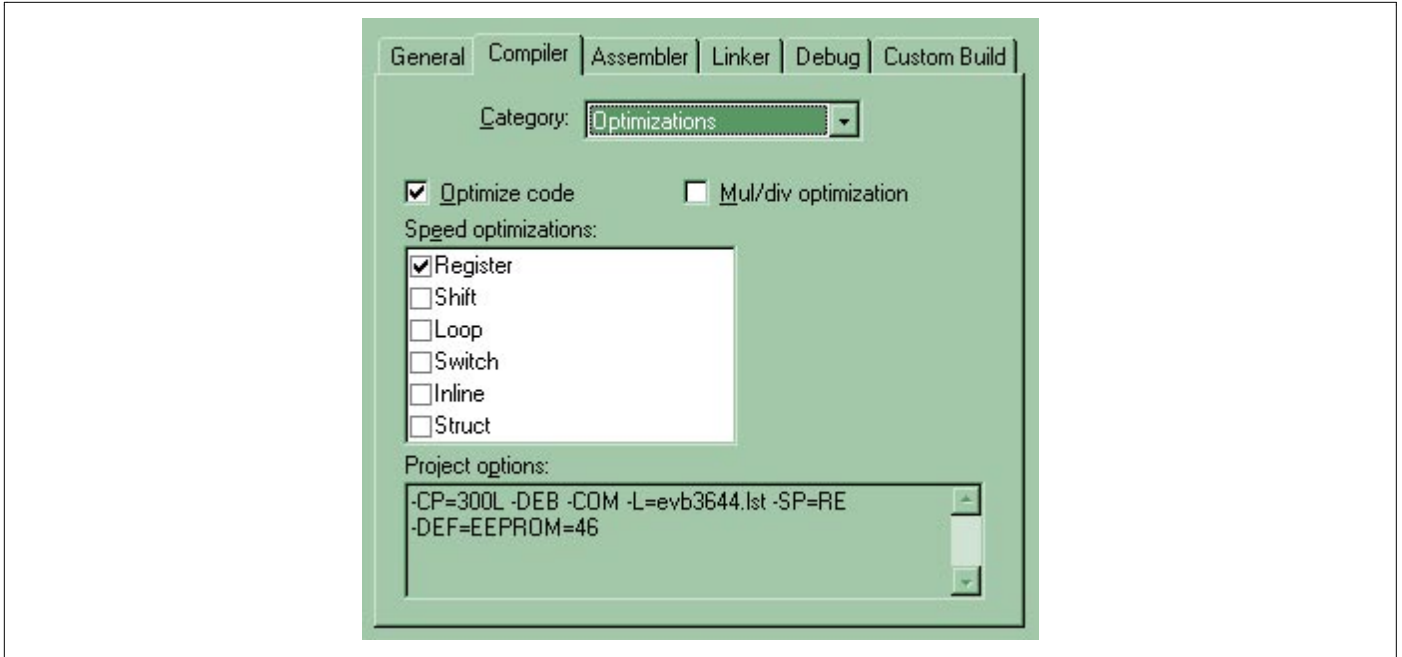 General Compiler Assembler Linker Debug Custom Build
Category: Optimizations
Optimize code Mul/div optimization
Speed optimizations:
Register
Shift
Loop
Switch
Inline
Struct
Project options:
-CP=300L -DEB -COM -L=evb3644.lst -SP=RE
-DEF=EEPROM=46